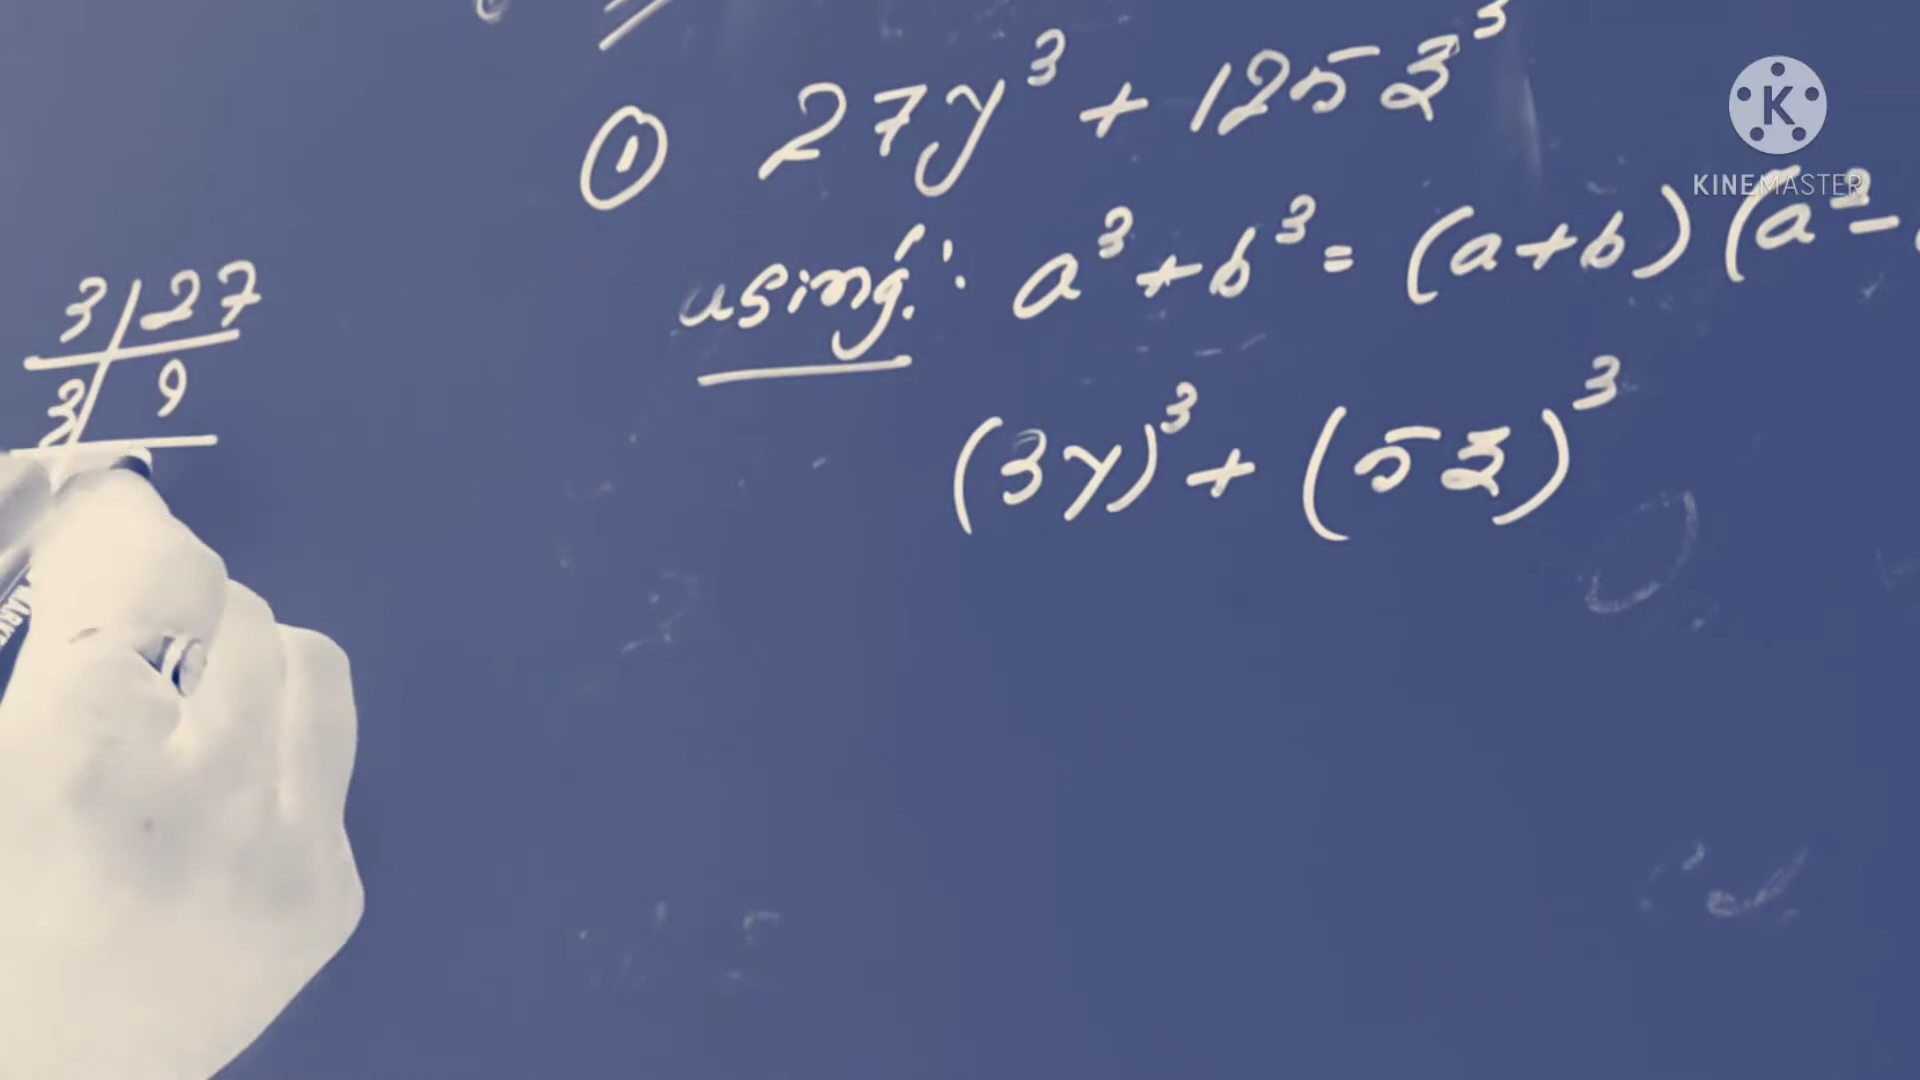 ① 27y³ + 125z³
K
KINEMASTER
using: a³ + b³ = (a+b) (a² -
3 | 27
3 | 9
(3y)³ + (5z)³